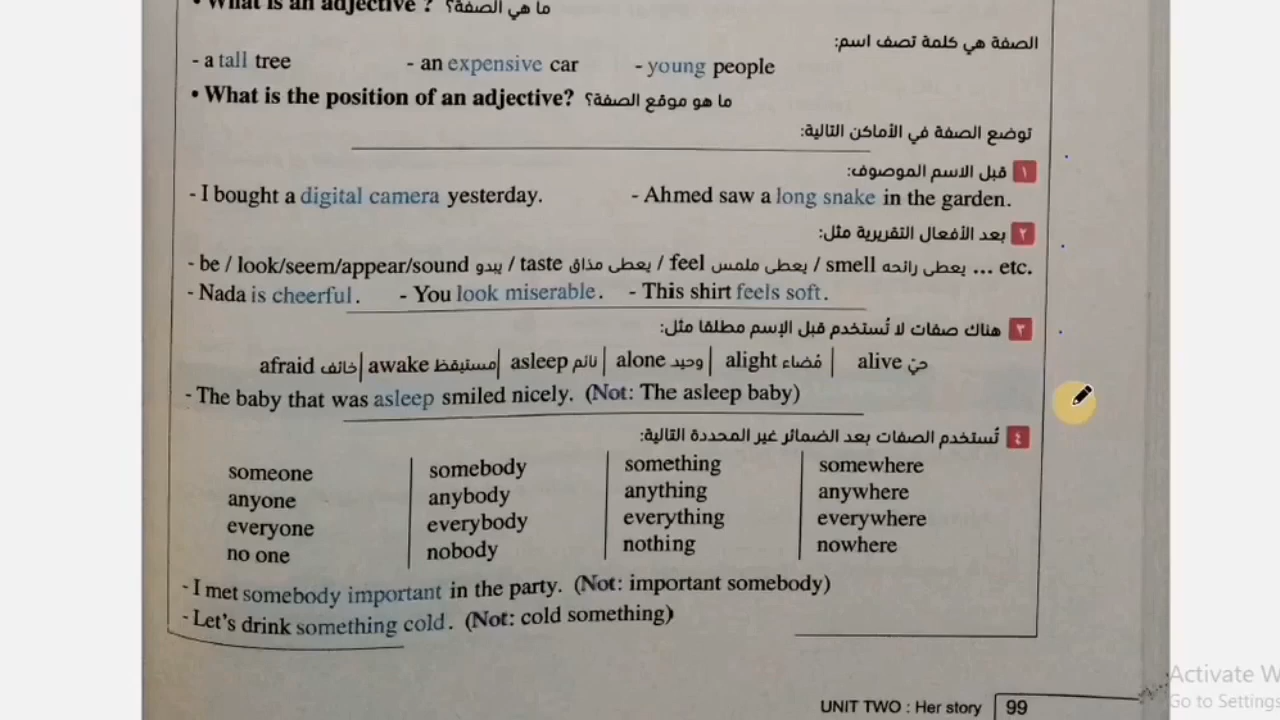 • What is an adjective ? ما هي الصفة؟
الصفة هي كلمة تصف اسم:
- a tall tree - an expensive car - young people
• What is the position of an adjective? ما هو موقع الصفة؟
توضع الصفة في الأماكن التالية:
١ قبل الاسم الموصوف:
- I bought a digital camera yesterday. - Ahmed saw a long snake in the garden.
٢ بعد الأفعال التقريرية مثل:
- be / look/seem/appear/sound يبدو / taste يعطى مذاق / feel يعطى ملمس / smell يعطى رائحه ... etc.
- Nada is cheerful. - You look miserable. - This shirt feels soft.
٣ هناك صفات لا تُستخدم قبل الإسم مطلقا مثل:
afraid خائف | awake مستيقظ | asleep نائم | alone وحيد | alight مُضاء | alive حيّ
- The baby that was asleep smiled nicely. (Not: The asleep baby)
٤ تُستخدم الصفات بعد الضمائر غير المحددة التالية:
someone somebody something somewhere
anyone anybody anything anywhere
everyone everybody everything everywhere
no one nobody nothing nowhere
- I met somebody important in the party. (Not: important somebody)
- Let's drink something cold. (Not: cold something)
Activate W
Go to Settings
UNIT TWO : Her story 99